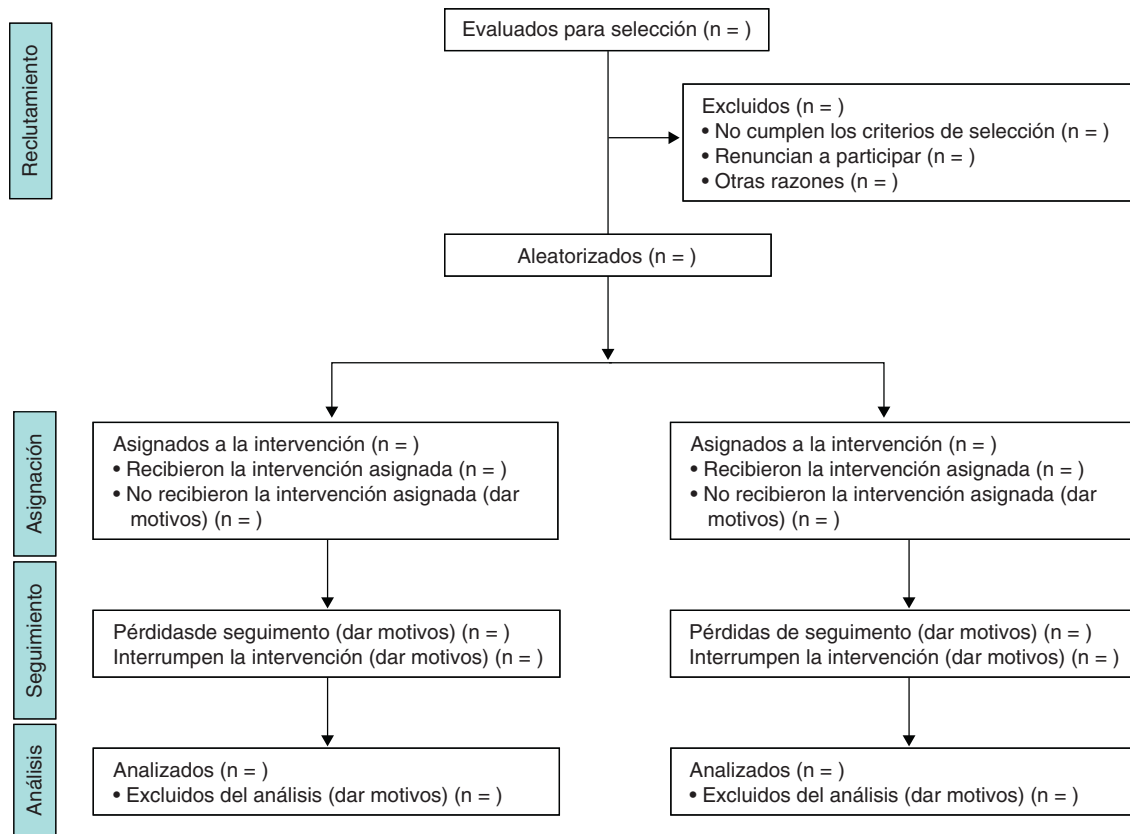 Reclutamiento
Evaluados para selección (n = )
Excluidos (n = )
• No cumplen los criterios de selección (n = )
• Renuncian a participar (n = )
• Otras razones (n = )
Aleatorizados (n = )
Asignación
Asignados a la intervención (n = )
• Recibieron la intervención asignada (n = )
• No recibieron la intervención asignada (dar
motivos) (n = )
Asignados a la intervención (n = )
• Recibieron la intervención asignada (n = )
• No recibieron la intervención asignada (dar
motivos) (n = )
Seguimiento
Pérdidasde seguimento (dar motivos) (n = )
Interrumpen la intervención (dar motivos) (n = )
Pérdidas de seguimento (dar motivos) (n = )
Interrumpen la intervención (dar motivos) (n = )
Análisis
Analizados (n = )
• Excluidos del análisis (dar motivos) (n = )
Analizados (n = )
• Excluidos del análisis (dar motivos) (n = )